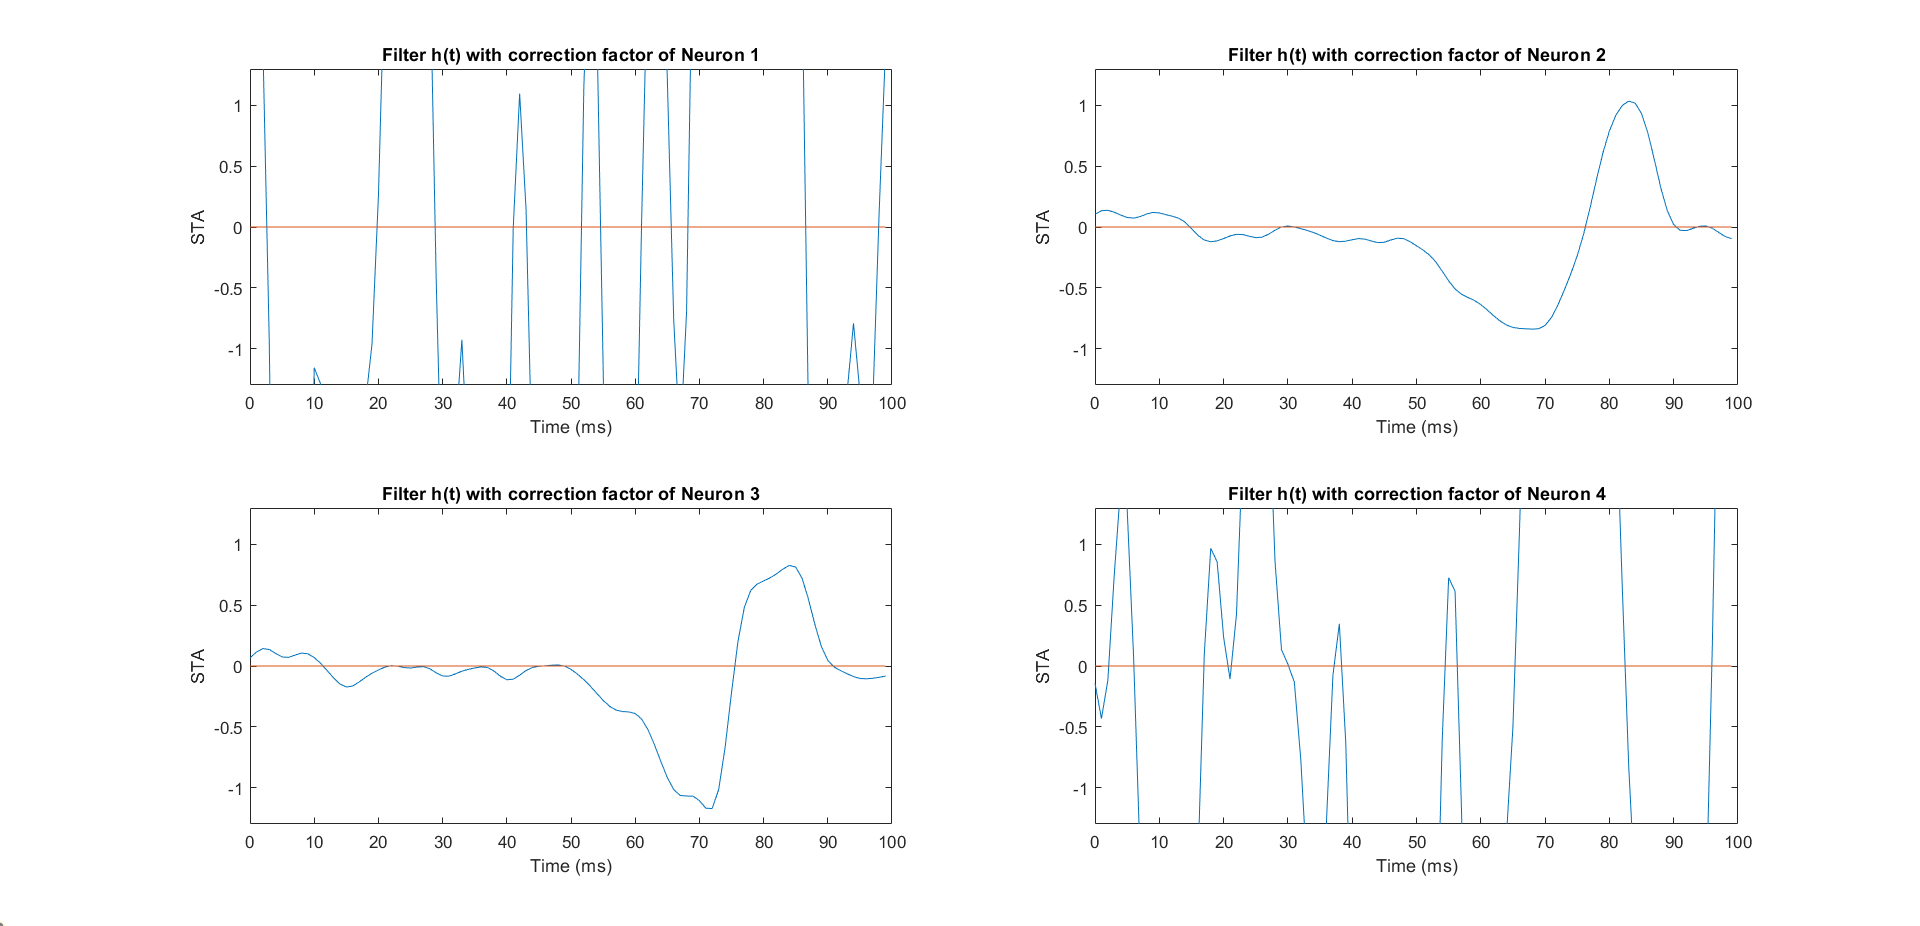 Filter h(t) with correction factor of Neuron 1
STA
1
0.5
0
-0.5
-1
0 10 20 30 40 50 60 70 80 90 100
Time (ms)
Filter h(t) with correction factor of Neuron 2
STA
1
0.5
0
-0.5
-1
0 10 20 30 40 50 60 70 80 90 100
Time (ms)
Filter h(t) with correction factor of Neuron 3
STA
1
0.5
0
-0.5
-1
0 10 20 30 40 50 60 70 80 90 100
Time (ms)
Filter h(t) with correction factor of Neuron 4
STA
1
0.5
0
-0.5
-1
0 10 20 30 40 50 60 70 80 90 100
Time (ms)